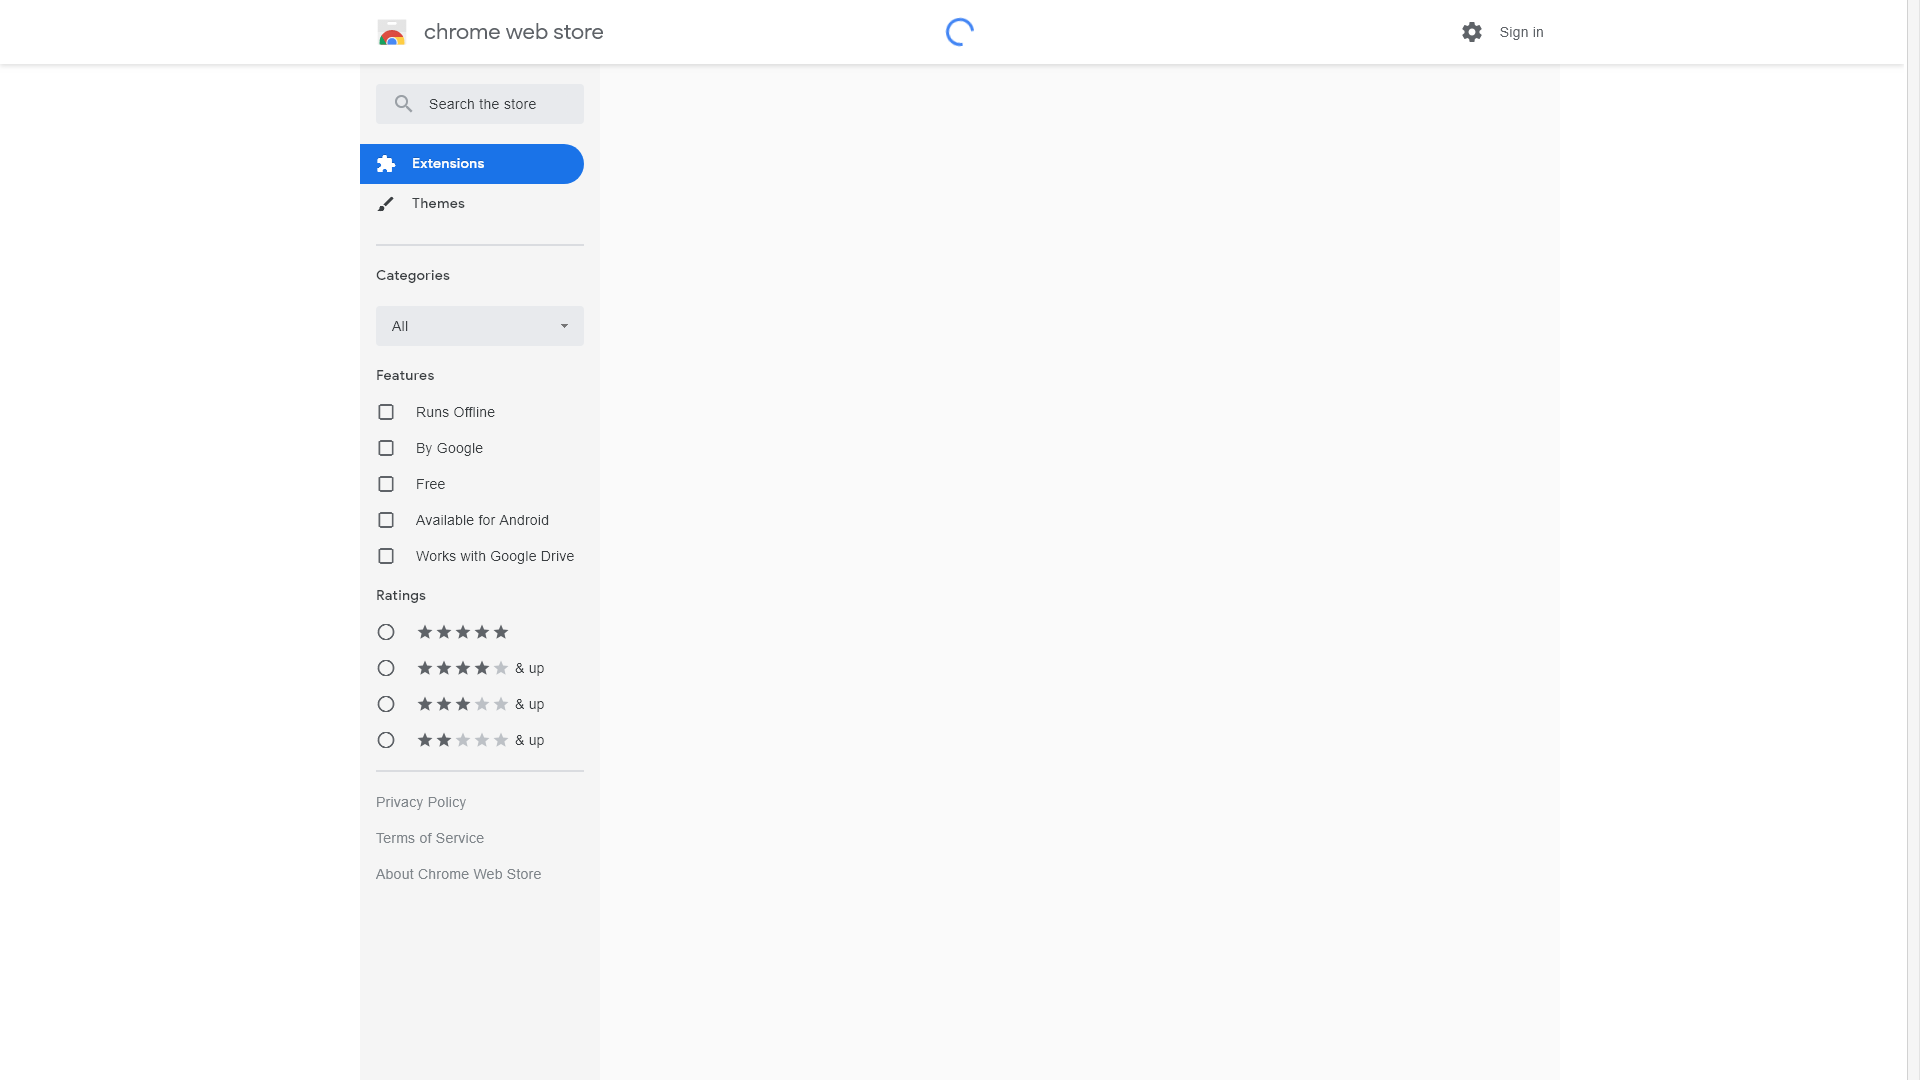 chrome web store
Sign in
Search the store
Extensions
Themes
Categories
All
Features
Runs Offline
By Google
Free
Available for Android
Works with Google Drive
Ratings
& up
& up
& up
Privacy Policy
Terms of Service
About Chrome Web Store